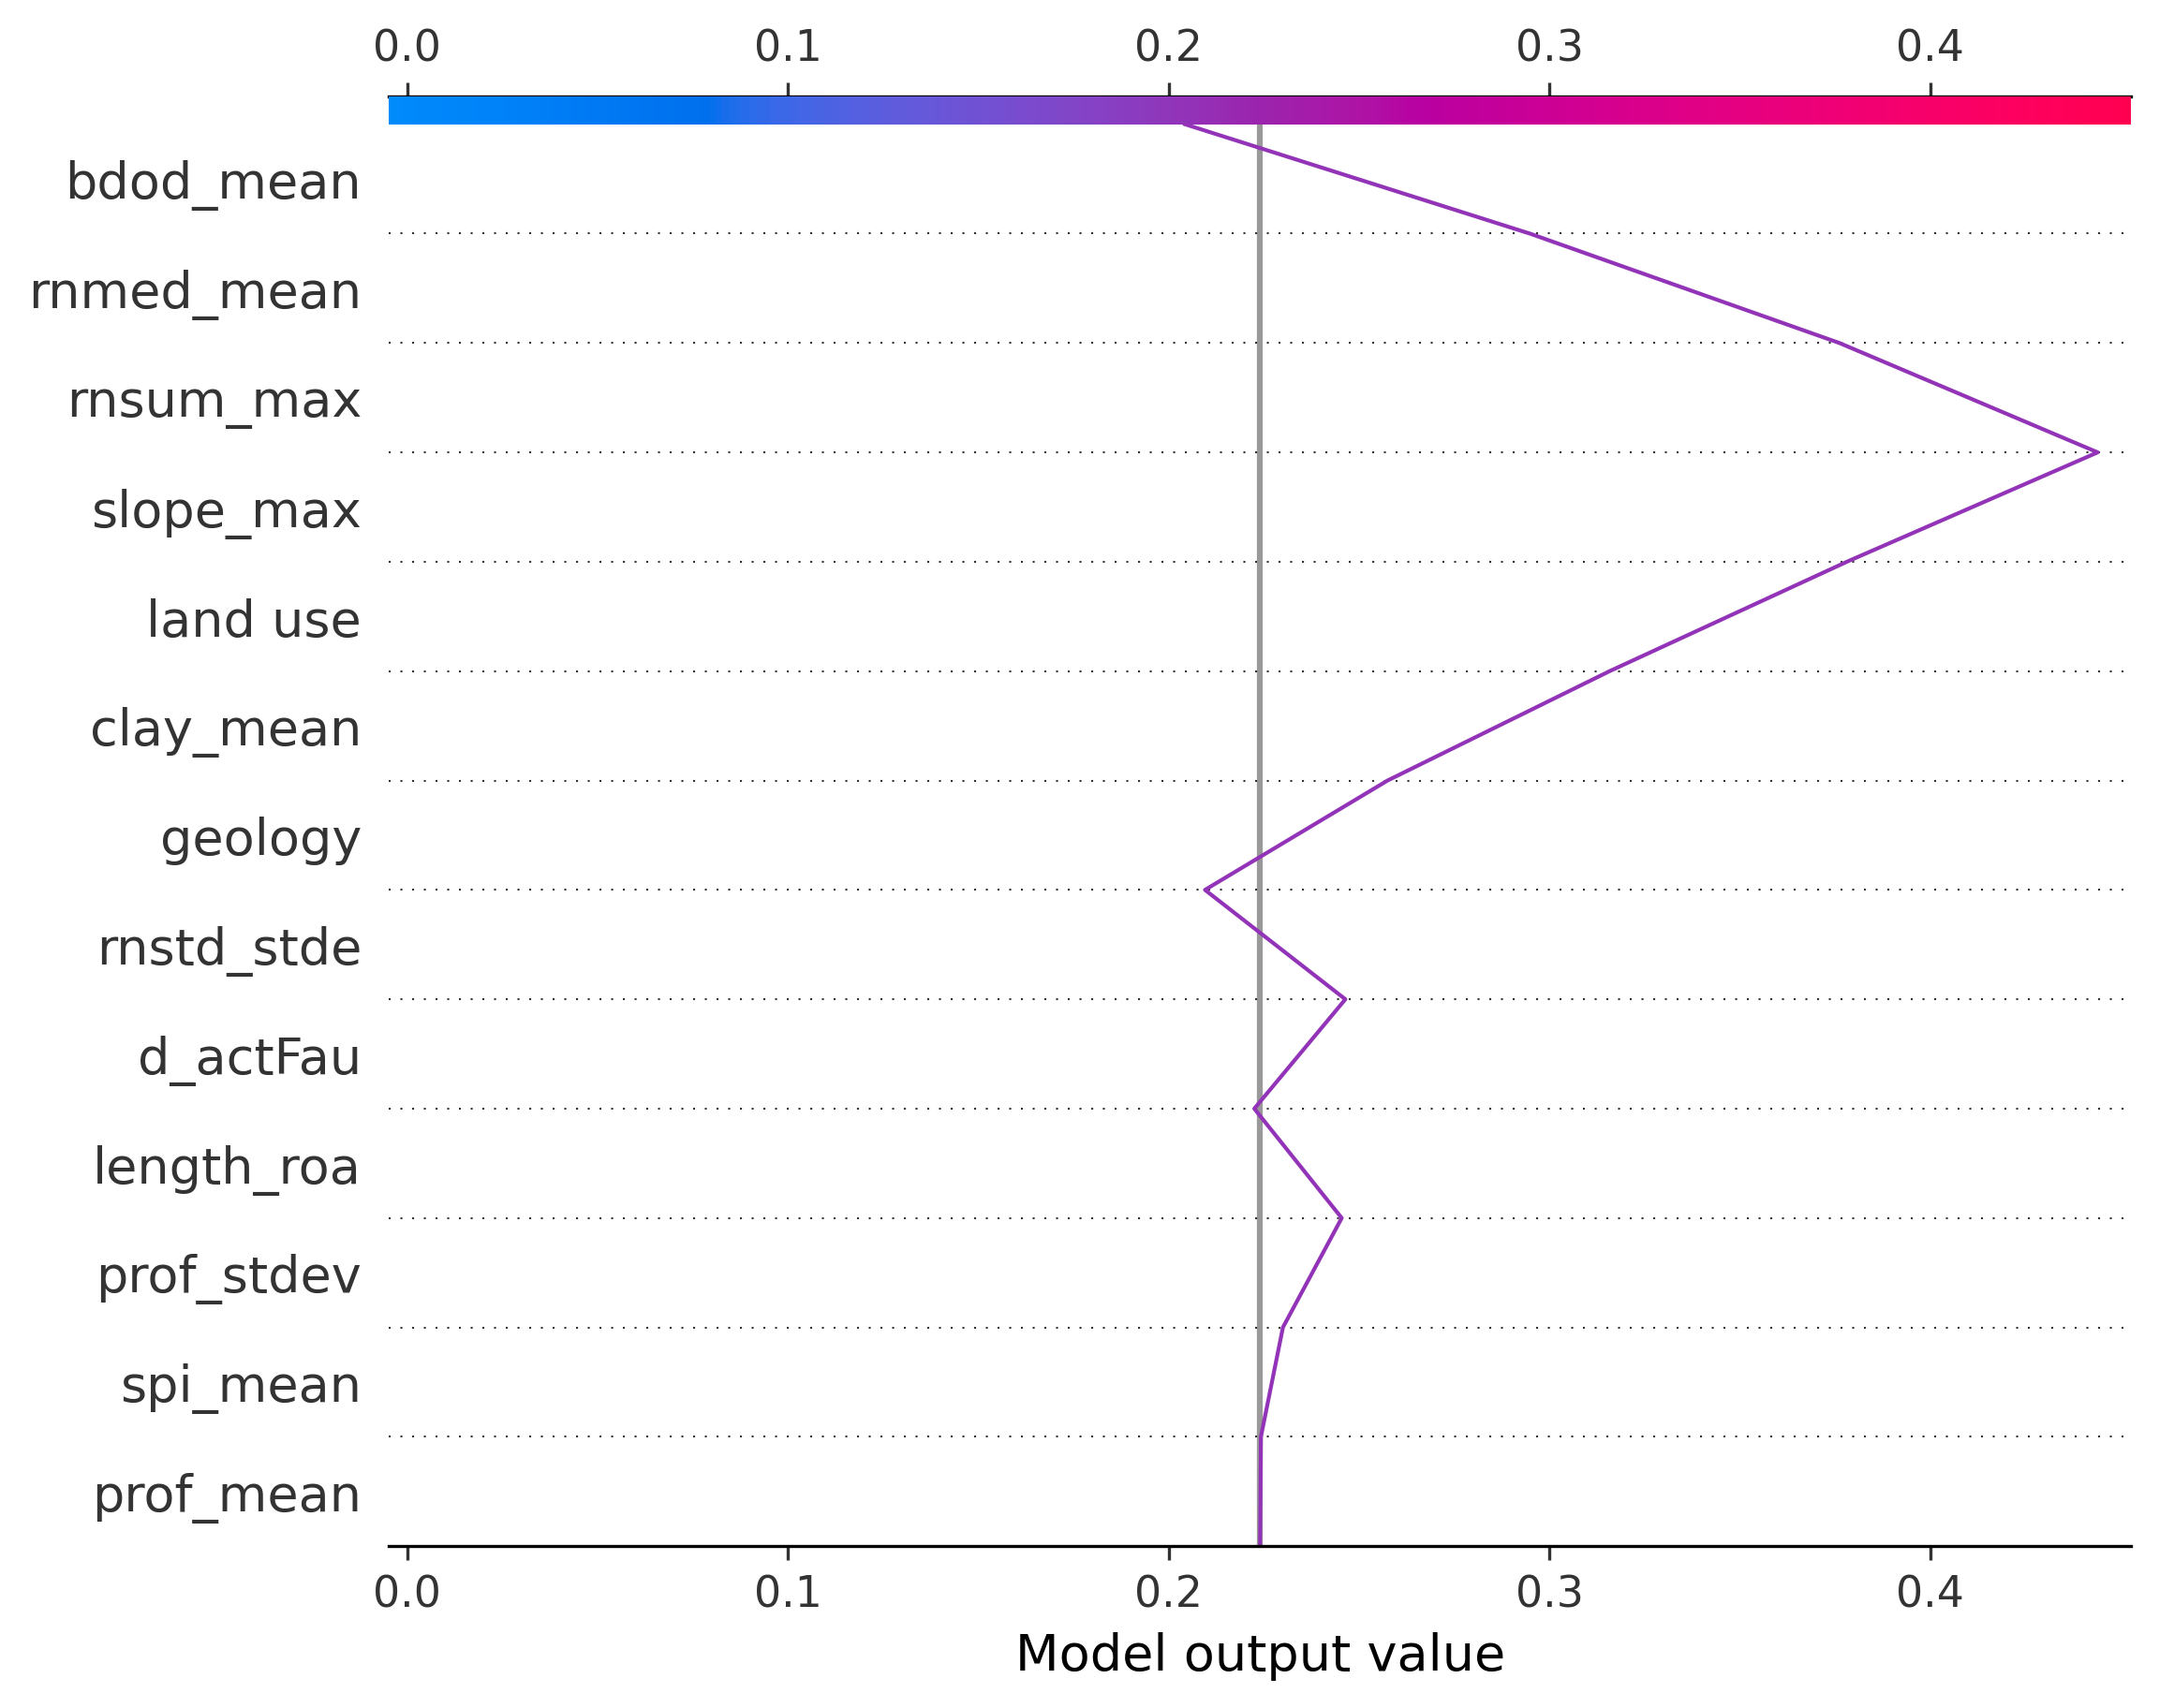 0.0 0.1 0.2 0.3 0.4
bdod_mean
rnmed_mean
rnsum_max
slope_max
land use
clay_mean
geology
rnstd_stde
d_actFau
length_roa
prof_stdev
spi_mean
prof_mean
0.0 0.1 0.2 0.3 0.4
Model output value